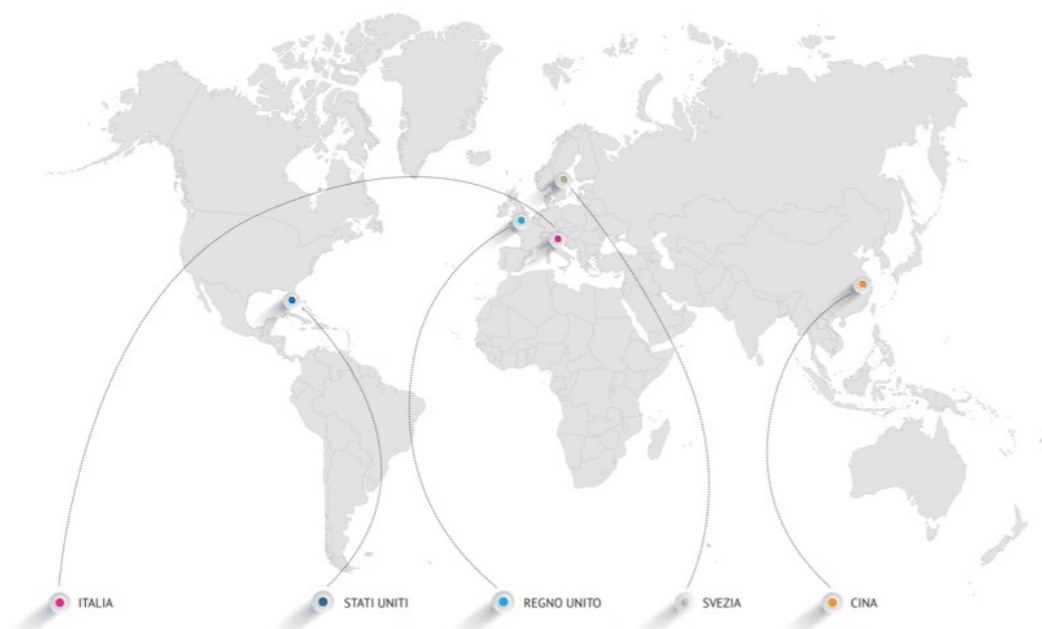 ITALIA
STATI UNITI
REGNO UNITO
SVEZIA
CINA